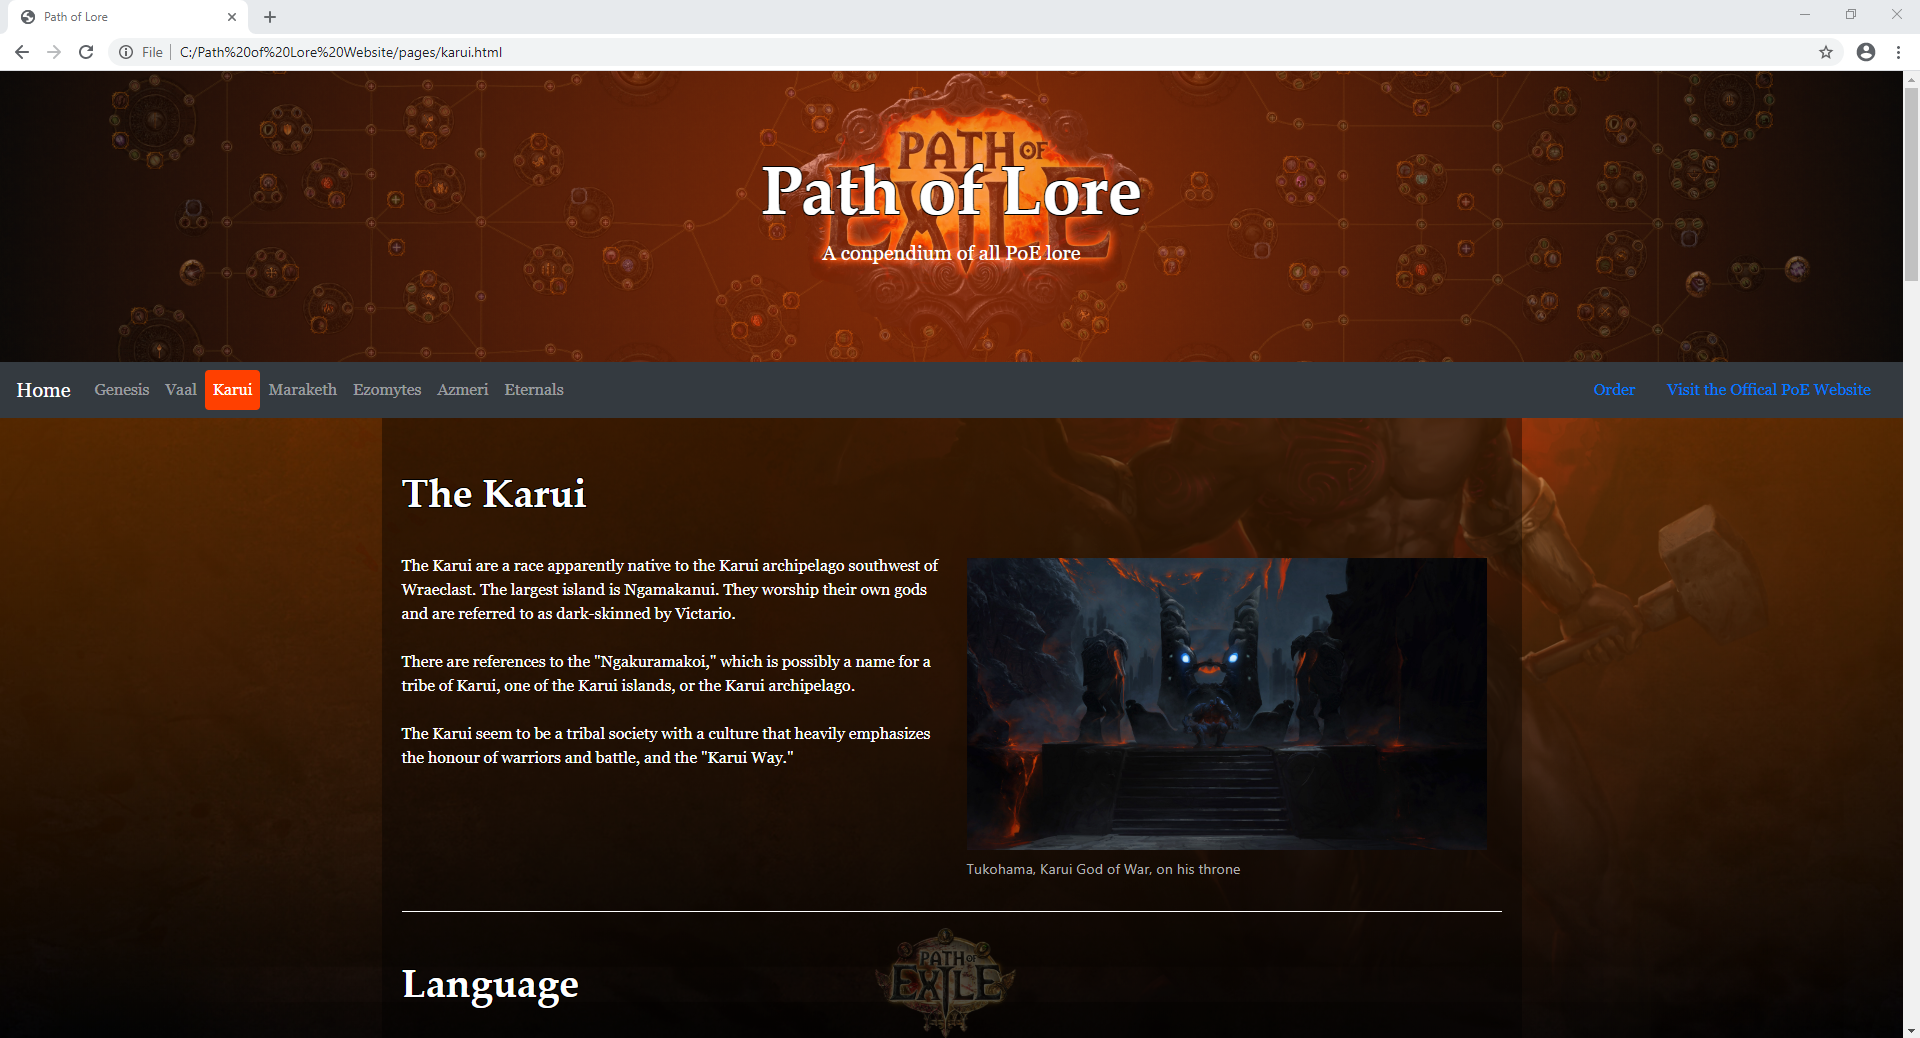 Path of Lore
File
C:/Path%20of%20Lore%20Website/pages/karui.html
PATH OF
EXILE
Path of Lore
A conpendium of all PoE lore
Home Genesis Vaal Karui Maraketh Ezomytes Azmeri Eternals Order Visit the Offical PoE Website
The Karui
The Karui are a race apparently native to the Karui archipelago southwest of
Wraeclast. The largest island is Ngamakanui. They worship their own gods
and are referred to as dark-skinned by Victario.
There are references to the "Ngakuramakoi," which is possibly a name for a
tribe of Karui, one of the Karui islands, or the Karui archipelago.
The Karui seem to be a tribal society with a culture that heavily emphasizes
the honour of warriors and battle, and the "Karui Way."
Tukohama, Karui God of War, on his throne
Language
PATH OF
EXILE